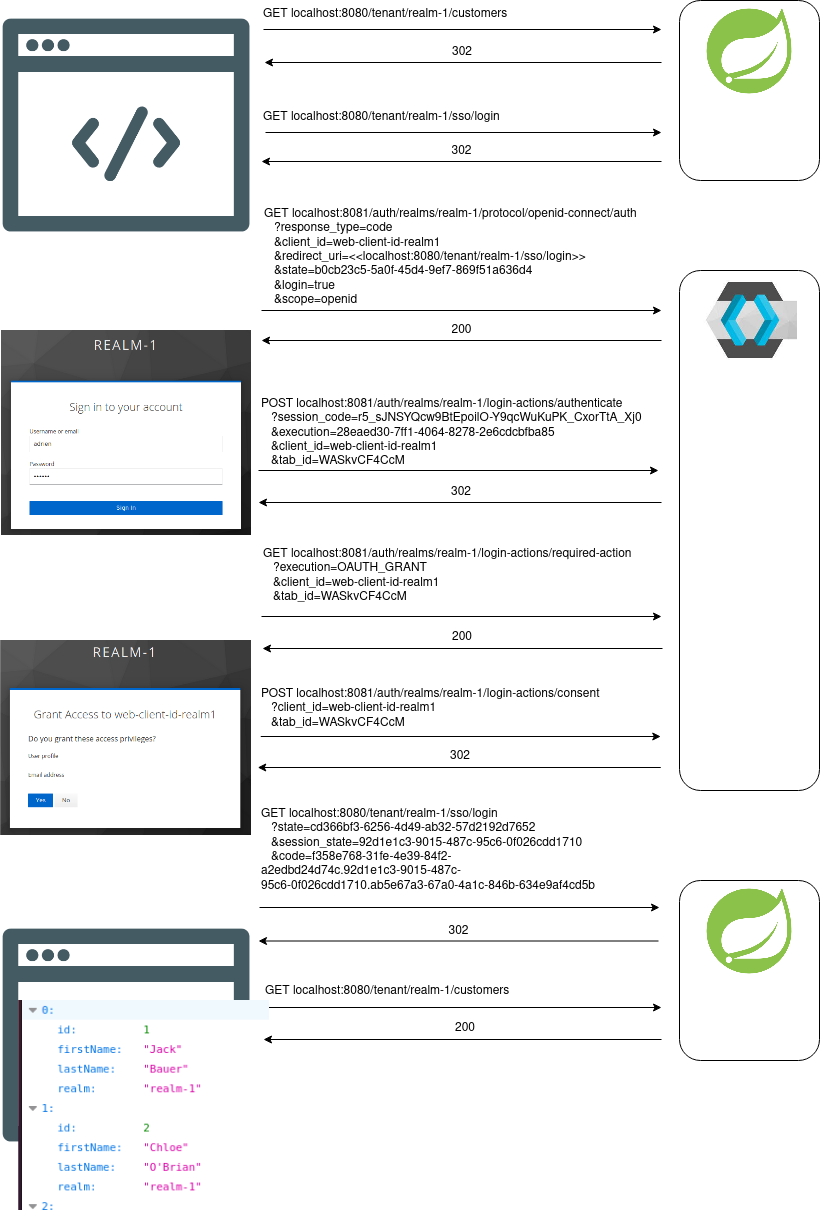 GET localhost:8080/tenant/realm-1/customers
302
GET localhost:8080/tenant/realm-1/sso/login
302
GET localhost:8081/auth/realms/realm-1/protocol/openid-connect/auth
?response_type=code
&client_id=web-client-id-realm1
&redirect_uri=<<localhost:8080/tenant/realm-1/sso/login>>
&state=b0cb23c5-5a0f-45d4-9ef7-869f51a636d4
&login=true
&scope=openid
200
REALM-1
Sign in to your account
Username or email
adrien
Password
Sign In
POST localhost:8081/auth/realms/realm-1/login-actions/authenticate
?session_code=r5_sJNSYQcw9BtEpoilO-Y9qcWuKuPK_CxorTtA_Xj0
&execution=28eaed30-7ff1-4064-8278-2e6cdcbfba85
&client_id=web-client-id-realm1
&tab_id=WASkvCF4CcM
302
GET localhost:8081/auth/realms/realm-1/login-actions/required-action
?execution=OAUTH_GRANT
&client_id=web-client-id-realm1
&tab_id=WASkvCF4CcM
200
REALM-1
Grant Access to web-client-id-realm1
Do you grant these access privileges?
User profile
Email address
Yes No
POST localhost:8081/auth/realms/realm-1/login-actions/consent
?client_id=web-client-id-realm1
&tab_id=WASkvCF4CcM
302
GET localhost:8080/tenant/realm-1/sso/login
?state=cd366bf3-6256-4d49-ab32-57d2192d7652
&session_state=92d1e1c3-9015-487c-95c6-0f026cdd1710
&code=f358e768-31fe-4e39-84f2-
a2edbd24d74c.92d1e1c3-9015-487c-
95c6-0f026cdd1710.ab5e67a3-67a0-4a1c-846b-634e9af4cd5b
302
GET localhost:8080/tenant/realm-1/customers
200
0:
id: 1
firstName: "Jack"
lastName: "Bauer"
realm: "realm-1"
1:
id: 2
firstName: "Chloe"
lastName: "O'Brian"
realm: "realm-1"
2: